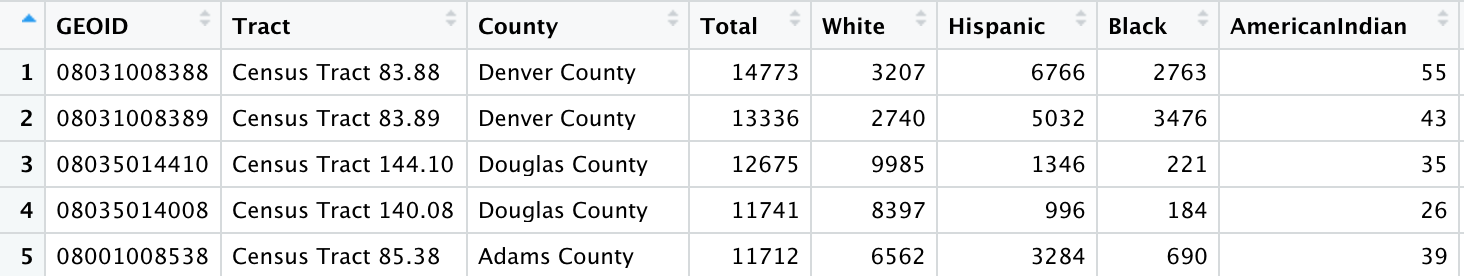 GEOID Tract County Total White Hispanic Black AmericanIndian
1 08031008388 Census Tract 83.88 Denver County 14773 3207 6766 2763 55
2 08031008389 Census Tract 83.89 Denver County 13336 2740 5032 3476 43
3 08035014410 Census Tract 144.10 Douglas County 12675 9985 1346 221 35
4 08035014008 Census Tract 140.08 Douglas County 11741 8397 996 184 26
5 08001008538 Census Tract 85.38 Adams County 11712 6562 3284 690 39